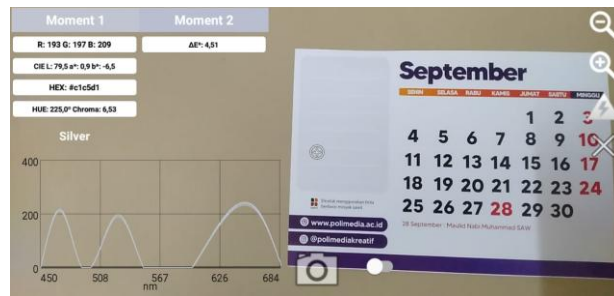 Moment 1
Moment 2
R: 193 G: 197 B: 209
ΔE*: 4,51
CIE L: 79,5 a*: 0,9 b*: -6,5
HEX: #c1c5d1
HUE: 225,0° Chroma: 6,53
Silver
400
200
0
450 508 567 626 684
nm
September
SENIN SELASA RABU KAMIS JUMAT SABTU MINGGU
1 2 3
4 5 6 7 8 9 10
11 12 13 14 15 16 17
18 19 20 21 22 23 24
25 26 27 28 29 30
28 September : Maulid Nabi Muhammad SAW
www.polimedia.ac.id
@polimediakreatif